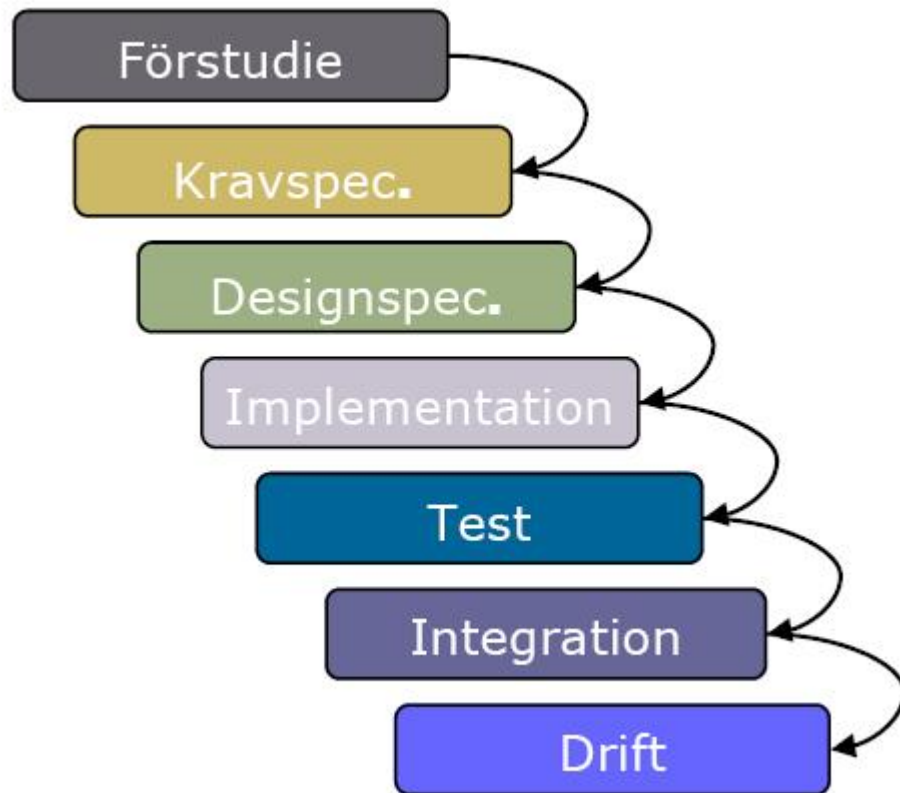 Förstudie
Kravspec.
Designspec.
Implementation
Test
Integration
Drift